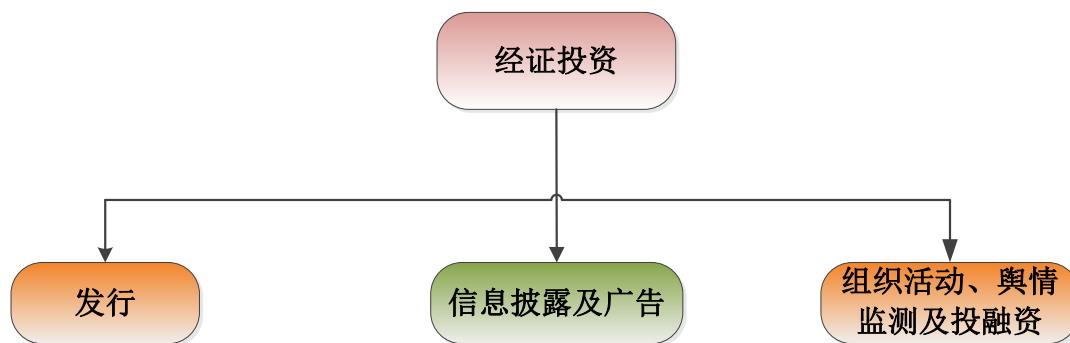 经证投资
发行
信息披露及广告
组织活动、舆情
监测及投融资